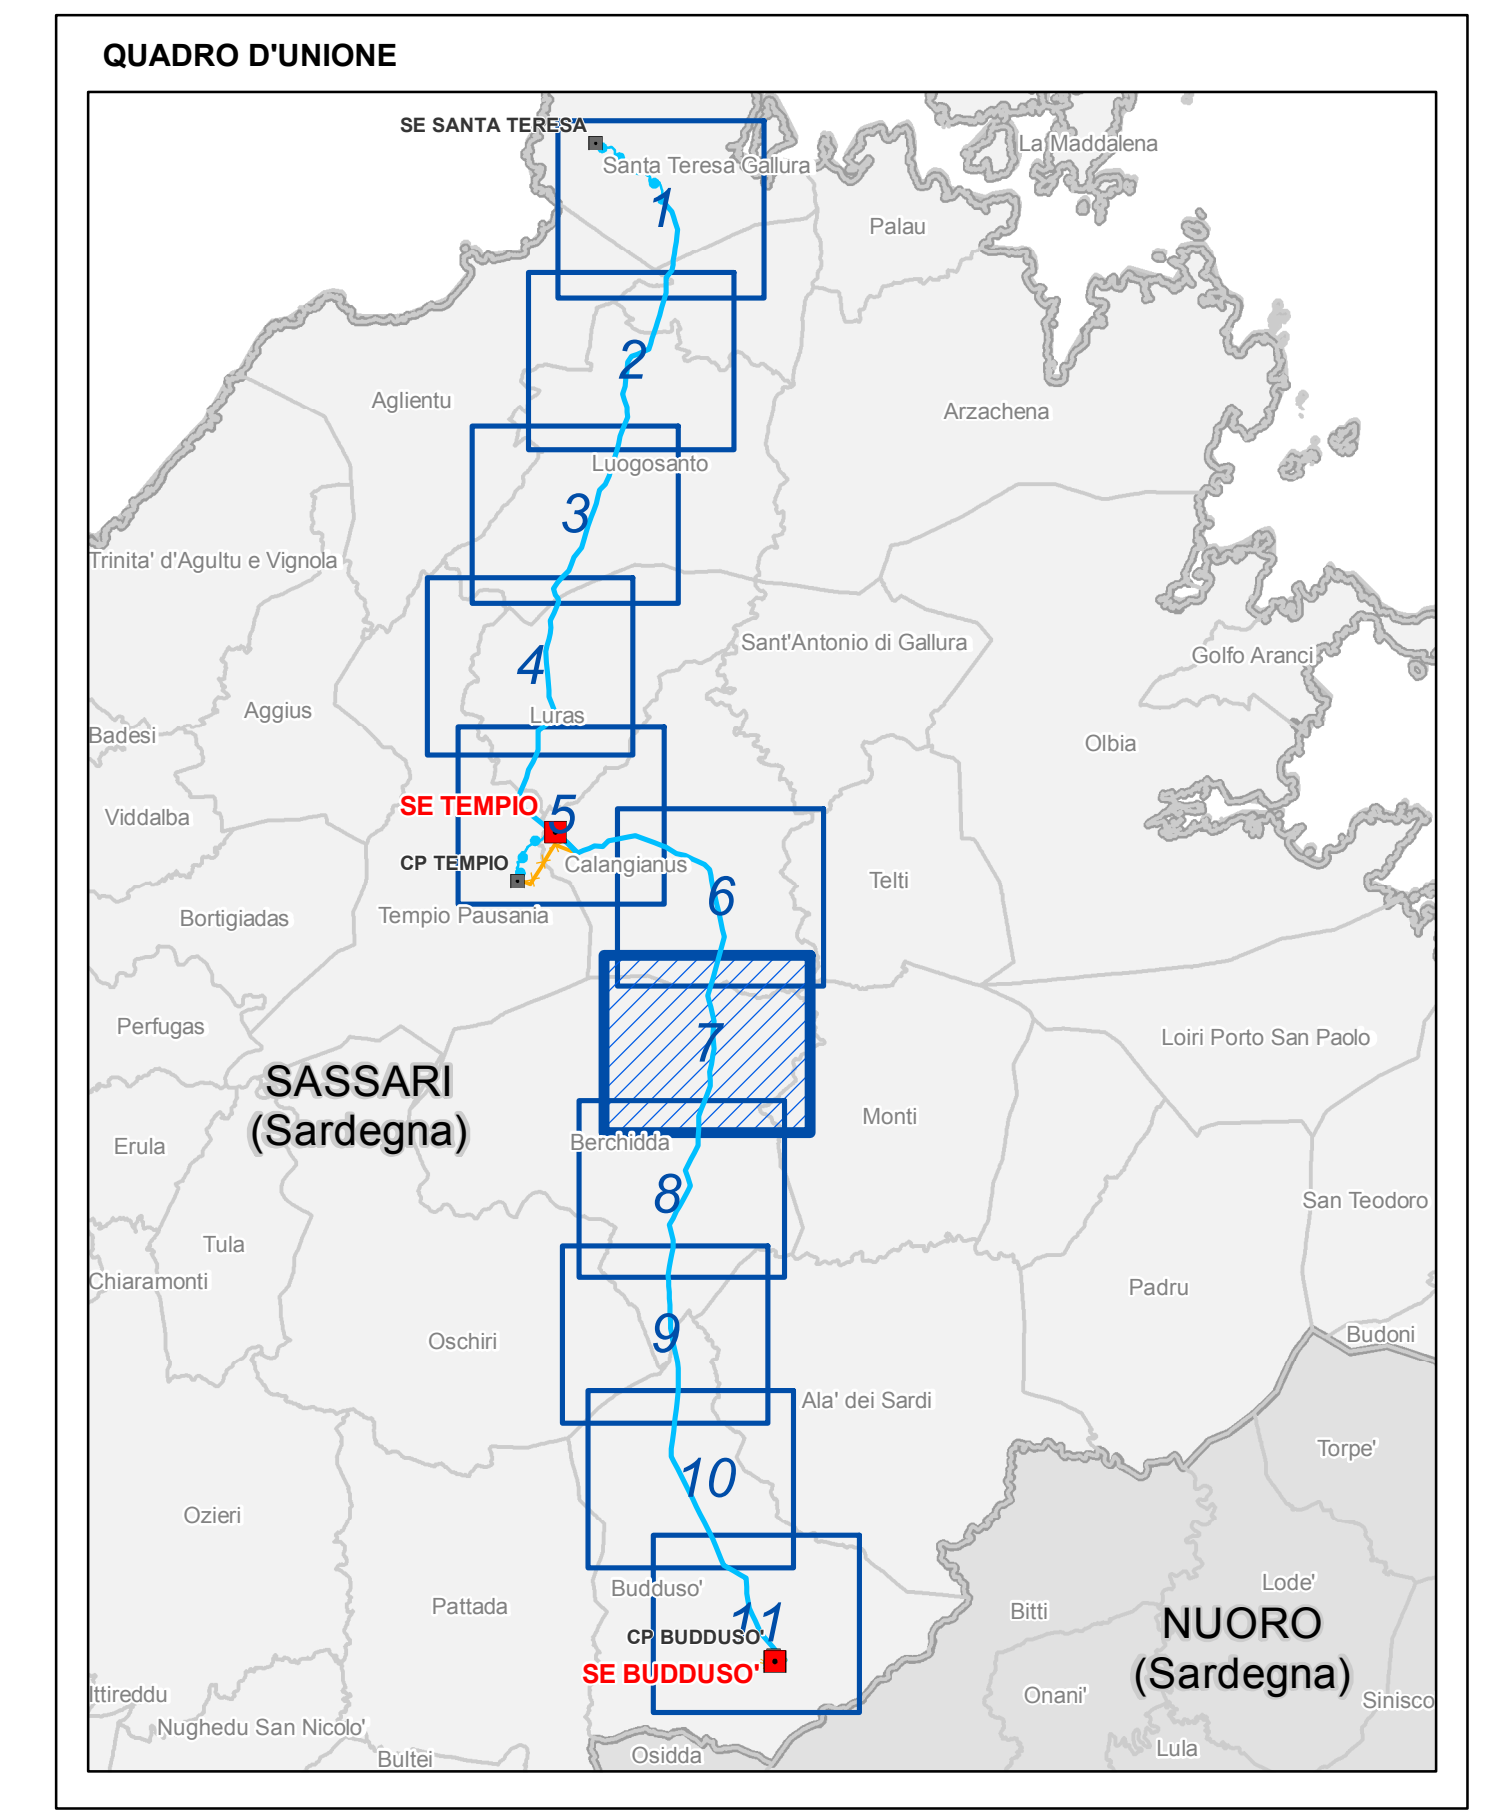 QUADRO D'UNIONE
SE SANTA TERESA
La Maddalena
Santa Teresa Gallura
1
Palau
2
Aglientu
Arzachena
Luogosanto
3
Trinita' d'Agultu e Vignola
Sant'Antonio di Gallura
Golfo Aranci
4
Aggius
Luras
Badesi
Olbia
SE TEMPIO
5
Viddalba
CP TEMPIO
Calangianus
Telti
6
Tempio Pausania
Bortigiadas
Perfugas
Loiri Porto San Paolo
7
SASSARI
(Sardegna)
Monti
Erula
Berchidda
8
San Teodoro
Tula
Chiaramonti
Padru
9
Oschiri
Budoni
Ala' dei Sardi
Torpe'
10
Ozieri
Lode'
Budduso'
Pattada
Bitti
11
NUORO
(Sardegna)
CP BUDDUSO'
SE BUDDUSO'
Ittireddu
Onani'
Sinisco
Nughedu San Nicolo'
Lula
Osidda
Bultei